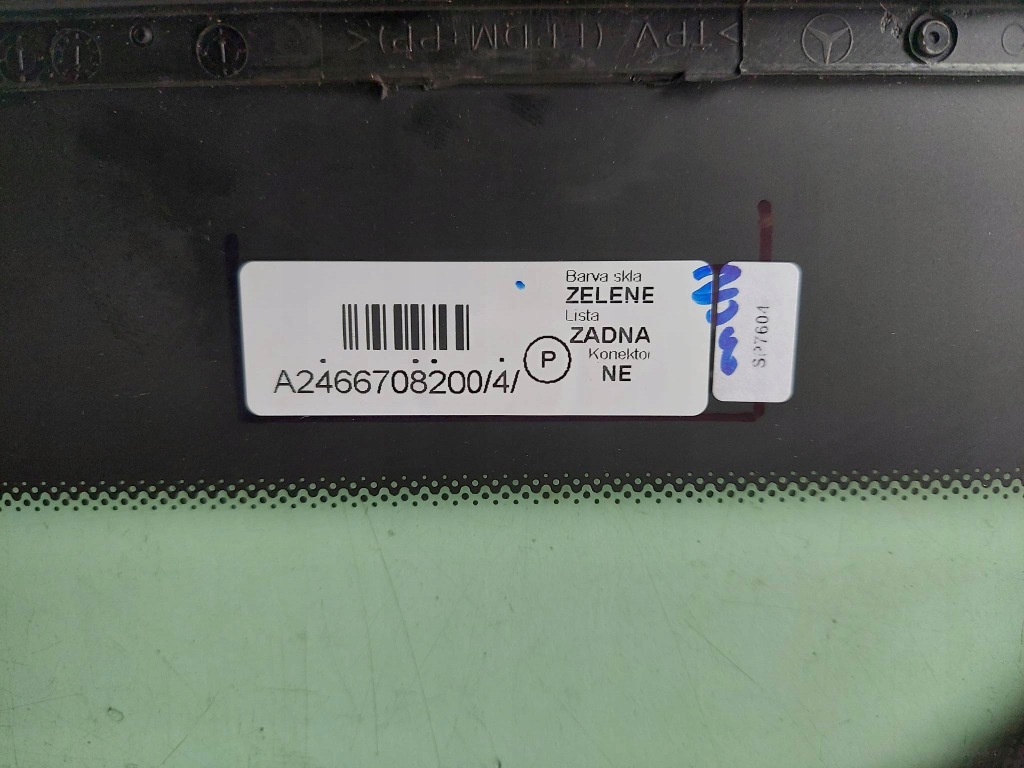 >TPV (EPDM+PP)<
Barva skla
ZELENE
Lista
ZADNA
Konektor
NE
P
A2466708200/4/
SP7604